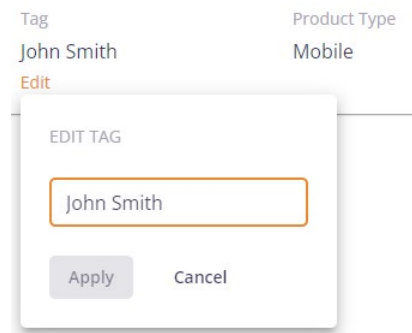 Tag Product Type
John Smith Mobile
Edit
EDIT TAG
John Smith
Apply Cancel